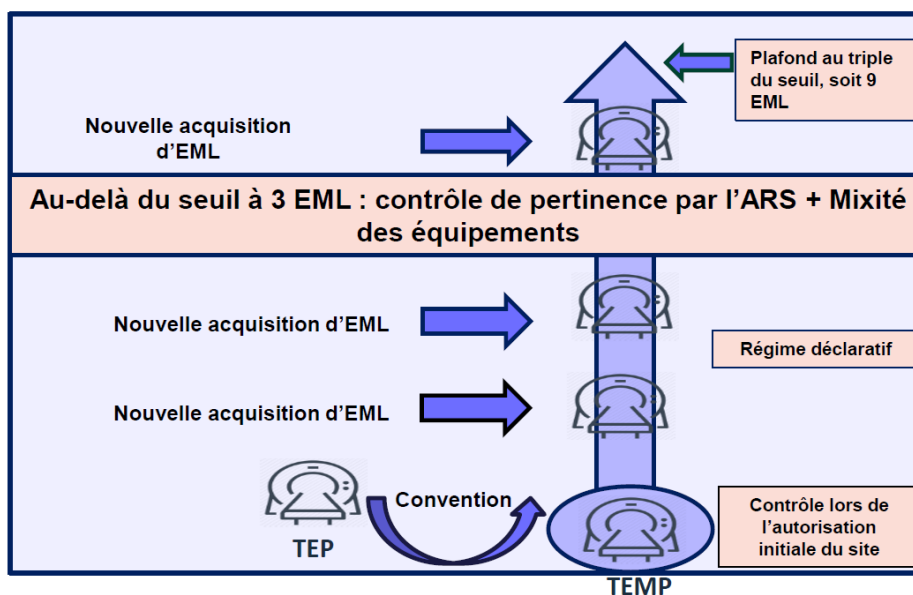 Plafond au triple
du seuil, soit 9
EML
Nouvelle acquisition
d'EML
Au-delà du seuil à 3 EML : contrôle de pertinence par l'ARS + Mixité
des équipements
Nouvelle acquisition d'EML
Régime déclaratif
Nouvelle acquisition d'EML
Convention
TEP
Contrôle lors de
l'autorisation
initiale du site
TEMP